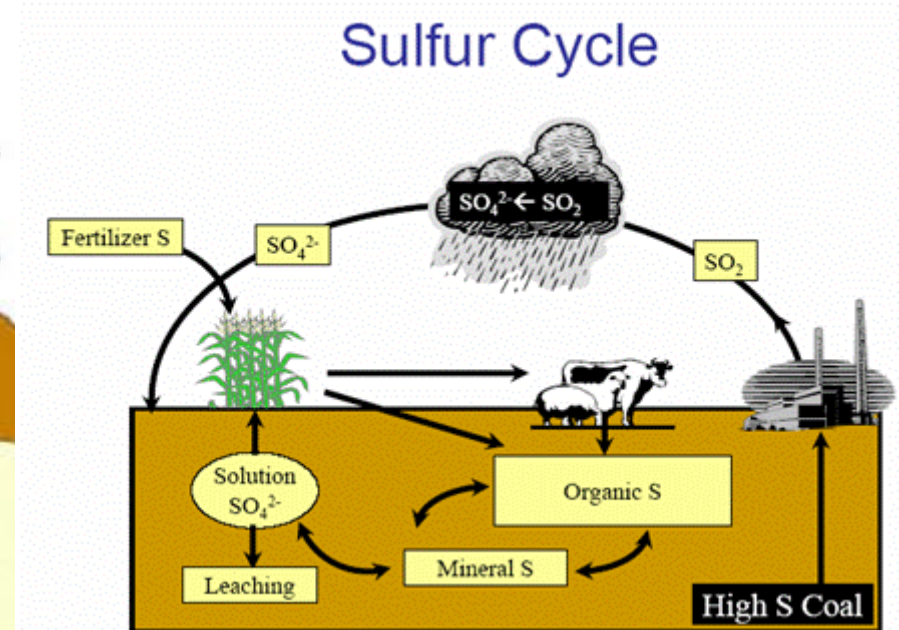 Sulfur Cycle
SO₄²⁻← SO₂
Fertilizer S
SO₄²⁻
SO₂
Solution
SO₄²⁻
Organic S
Mineral S
Leaching
High S Coal